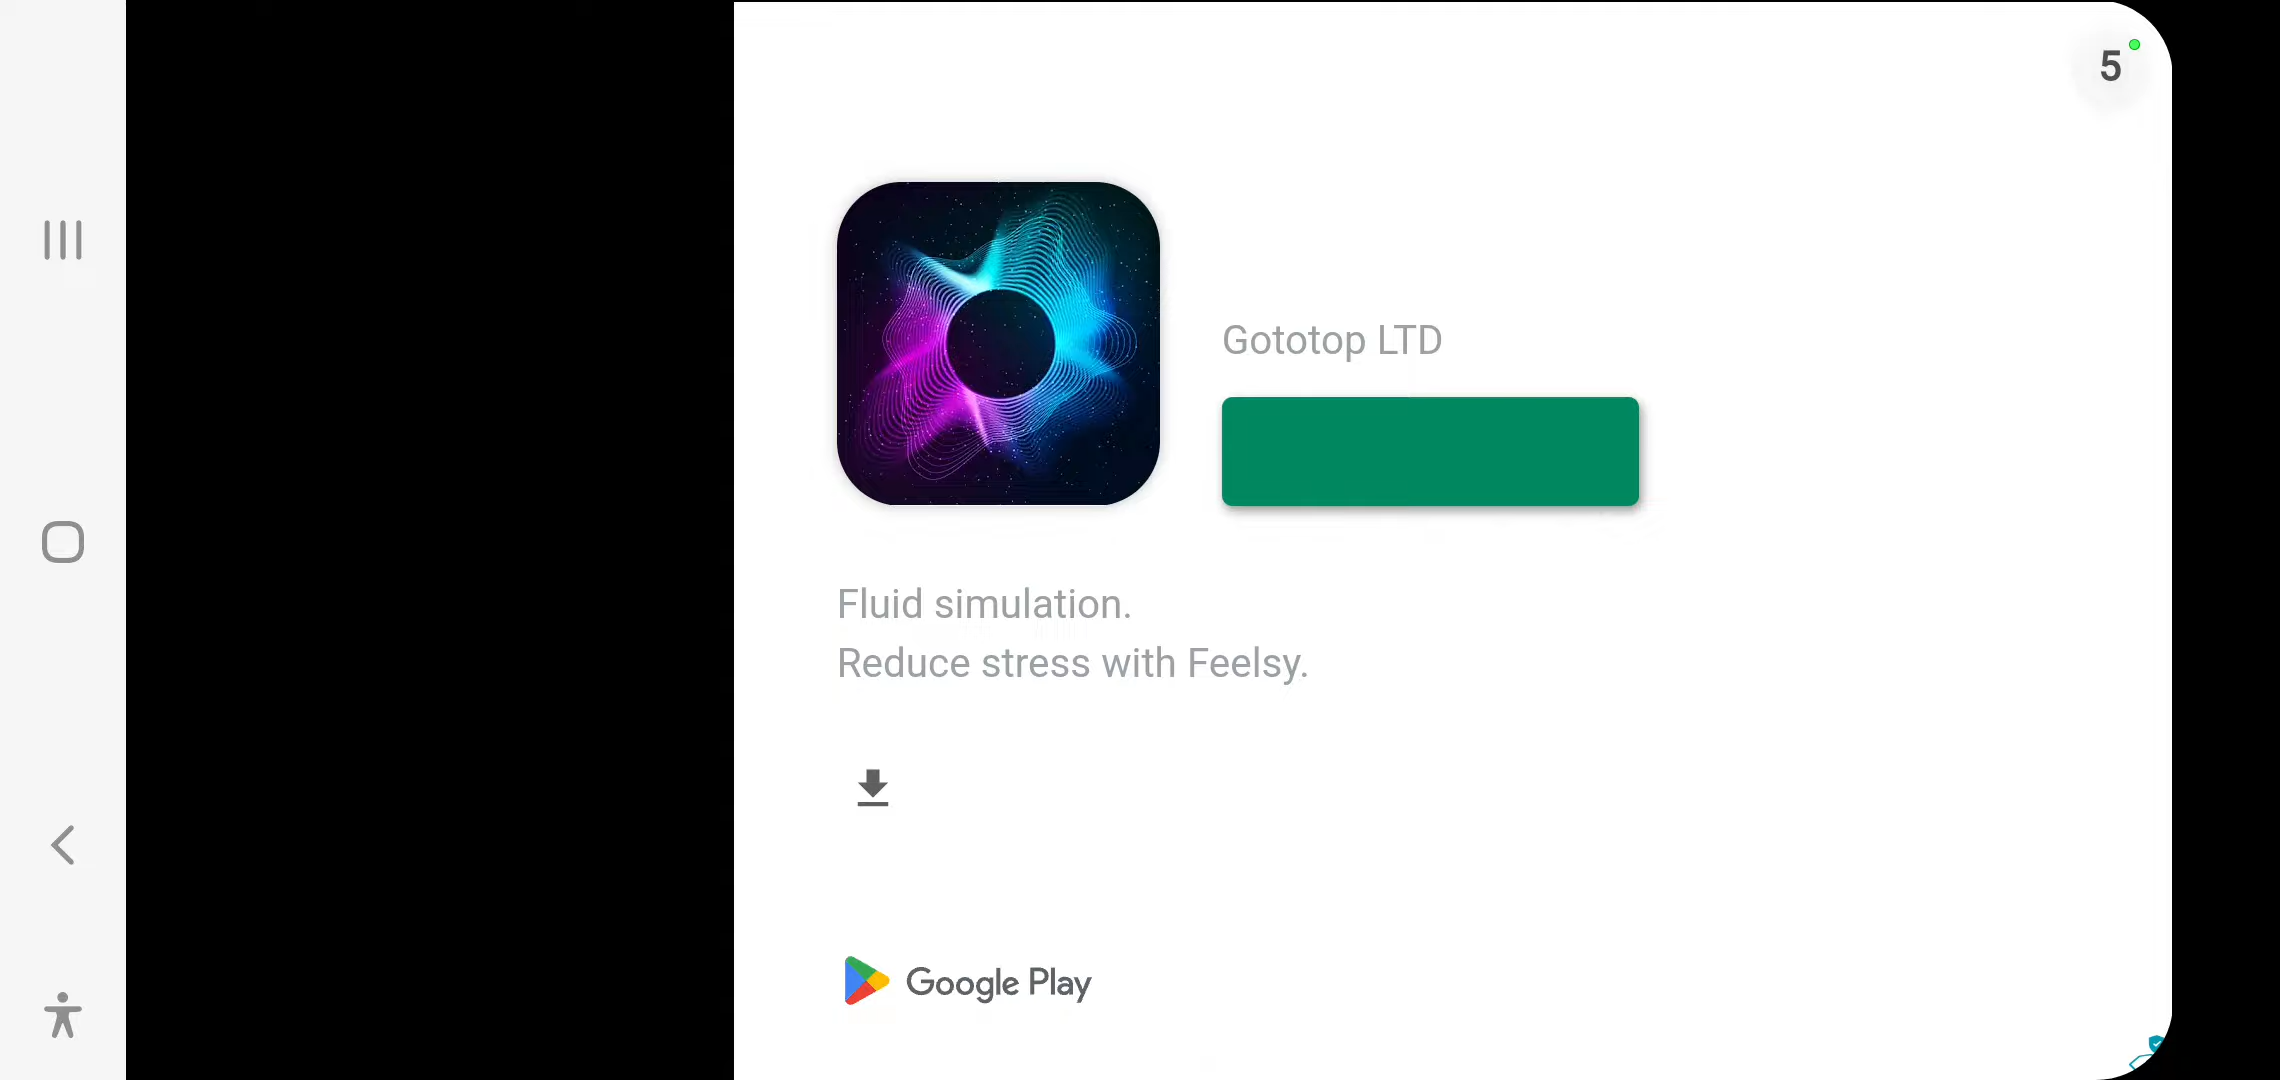 5
Gototop LTD
Fluid simulation.
Reduce stress with Feelsy.
Google Play